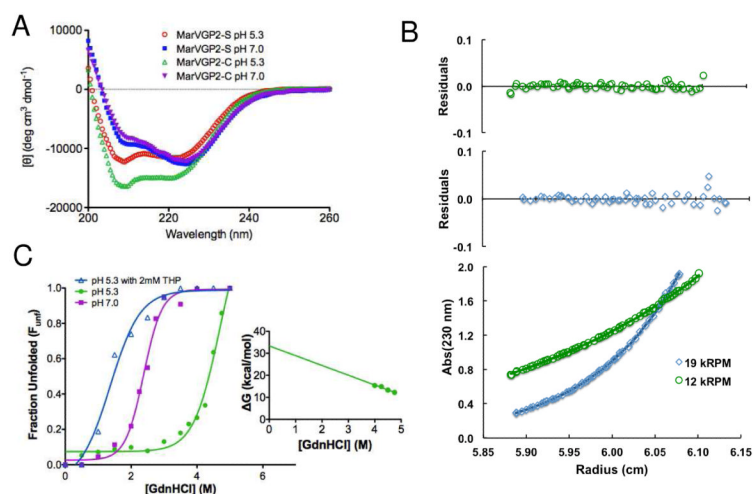 A
10000
0
-10000
-20000
[θ] (deg cm³ dmol⁻¹)
MarVGP2-S pH 5.3
MarVGP2-S pH 7.0
MarVGP2-C pH 5.3
MarVGP2-C pH 7.0
200 220 240 260
Wavelength (nm)
B
0.1
0.0
-0.1
Residuals
0.1
0.0
-0.1
Residuals
2.0
1.6
1.2
0.8
0.4
0.0
Abs(230 nm)
19 kRPM
12 kRPM
5.85 5.90 5.95 6.00 6.05 6.10 6.15
Radius (cm)
C
pH 5.3 with 2mM THP
pH 5.3
pH 7.0
1.0
0.8
0.6
0.4
0.2
0.0
Fraction Unfolded (Funf)
0 2 4 6
[GdnHCl] (M)
40
30
20
10
0
ΔG (kcal/mol)
0 1 2 3 4 5
[GdnHCl] (M)